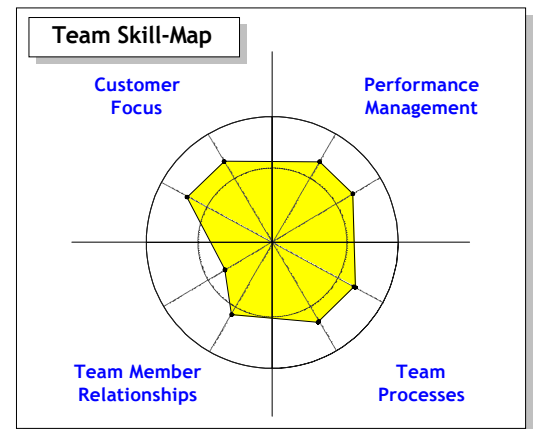 Team Skill-Map
Customer
Focus
Performance
Management
Team Member
Relationships
Team
Processes